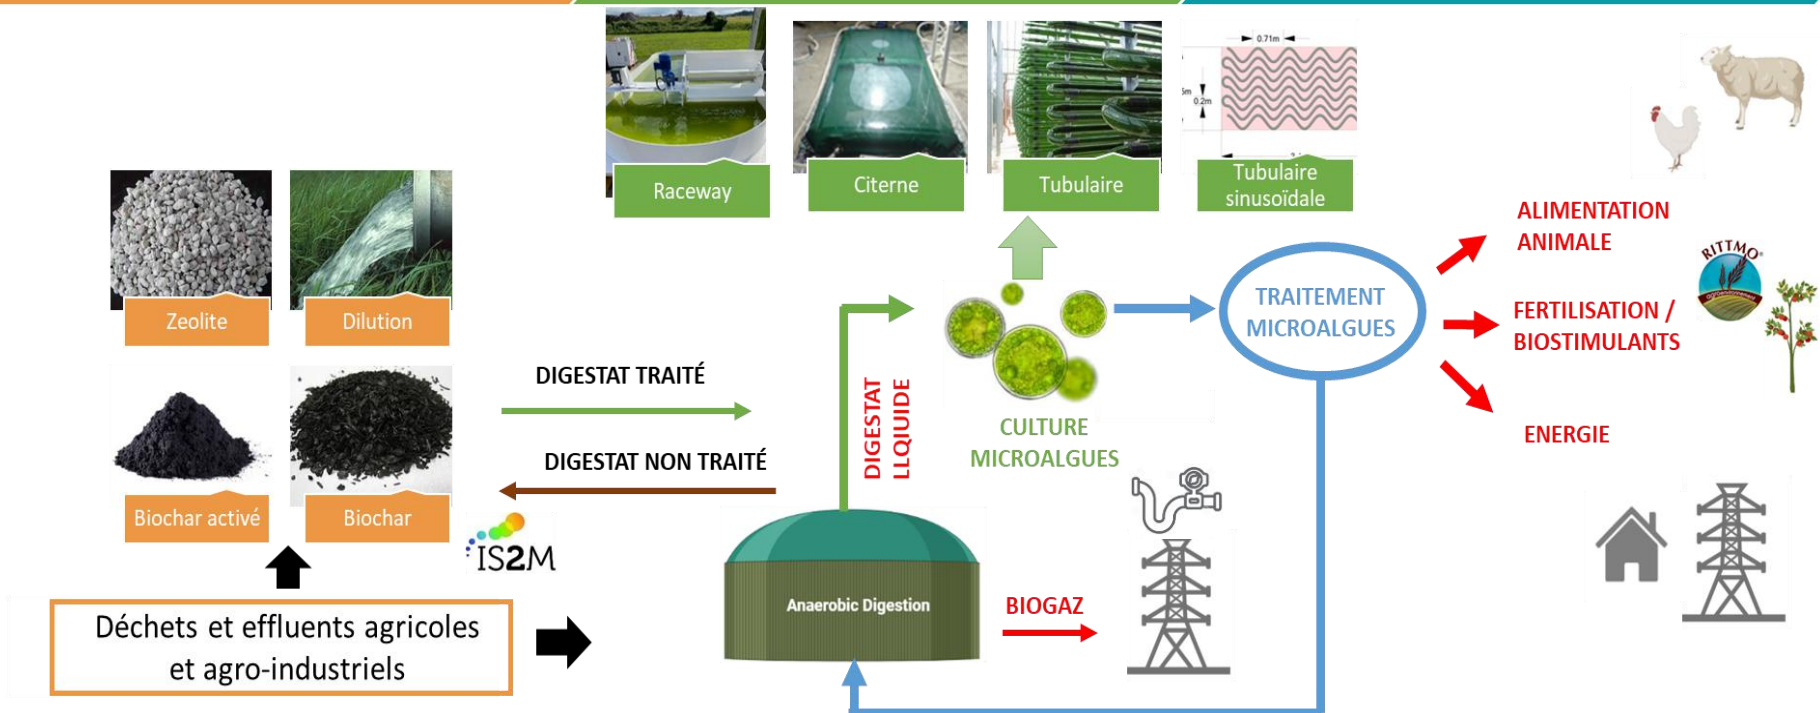 0.71m
5m
0.2m
Raceway
Citerne
Tubulaire
Tubulaire
sinusoïdale
Zeolite
Dilution
Biochar activé
Biochar
IS2M
Déchets et effluents agricoles
et agro-industriels
DIGESTAT TRAITÉ
DIGESTAT NON TRAITÉ
DIGESTAT
LLQIUIDE
CULTURE
MICROALGUES
Anaerobic Digestion
BIOGAZ
TRAITEMENT
MICROALGUES
ALIMENTATION
ANIMALE
RITTMO
FERTILISATION /
BIOSTIMULANTS
ENERGIE